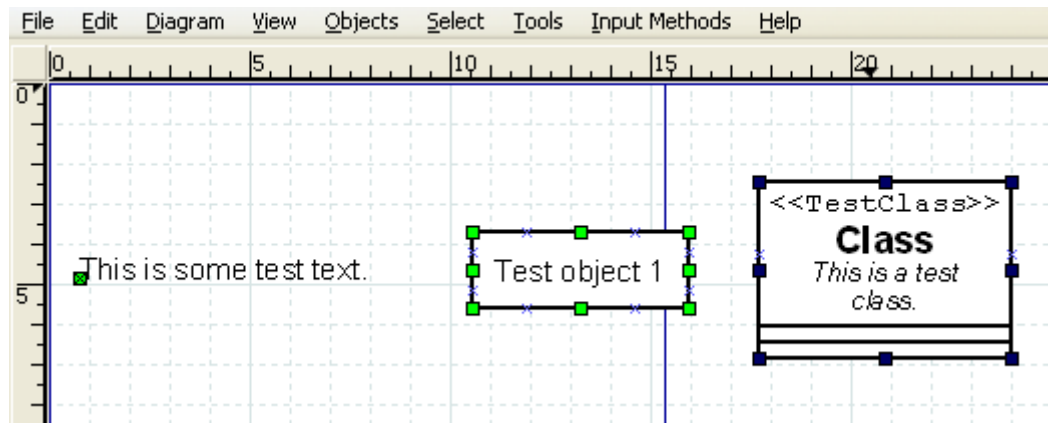 File Edit Diagram View Objects Select Tools Input Methods Help
0 5 10 15 20
0
5
This is some test text.
Test object 1
<<TestClass>>
Class
This is a test
class.